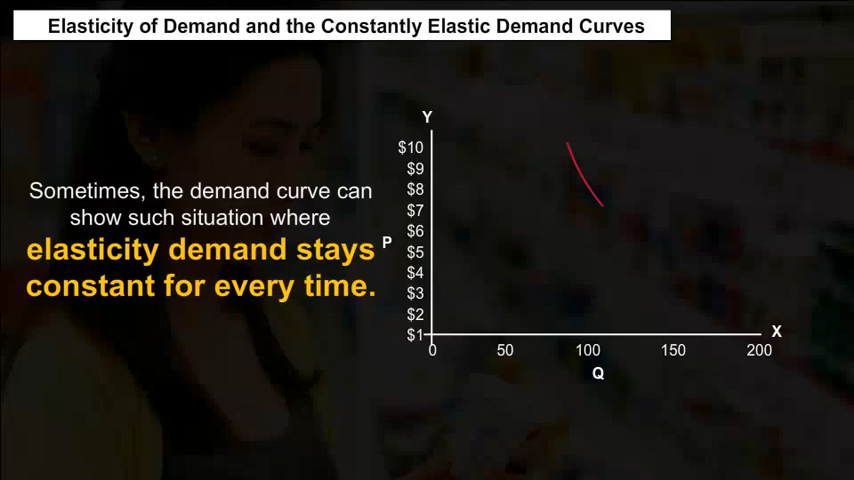 Elasticity of Demand and the Constantly Elastic Demand Curves
Sometimes, the demand curve can
show such situation where
elasticity demand stays
constant for every time.
Y
P
$10
$9
$8
$7
$6
$5
$4
$3
$2
$1
X
0 50 100 150 200
Q